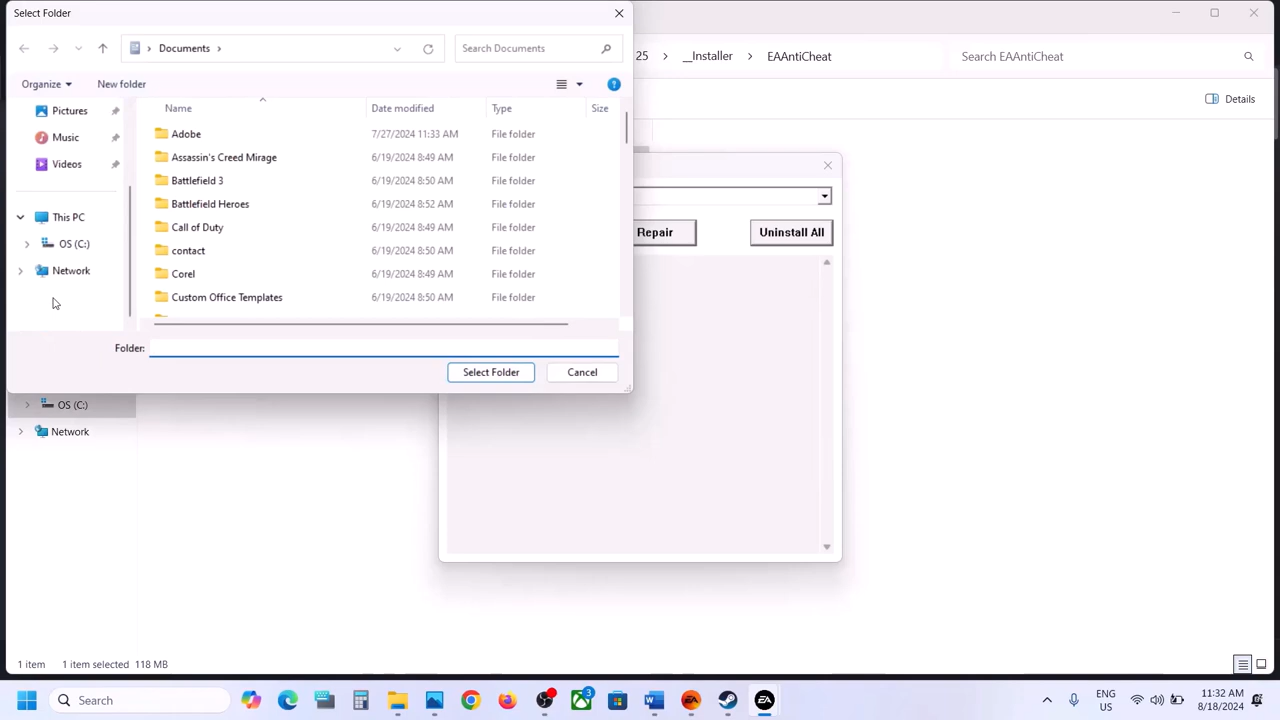 Select Folder
Documents
Search Documents
25 > __Installer > EAAntiCheat
Search EAAntiCheat
Organize
New folder
Details
Name
Date modified
Type
Size
Pictures
Music
Videos
This PC
OS (C:)
Network
Adobe 7/27/2024 11:33 AM File folder
Assassin's Creed Mirage 6/19/2024 8:49 AM File folder
Battlefield 3 6/19/2024 8:50 AM File folder
Battlefield Heroes 6/19/2024 8:52 AM File folder
Call of Duty 6/19/2024 8:49 AM File folder
contact 6/19/2024 8:50 AM File folder
Corel 6/19/2024 8:49 AM File folder
Custom Office Templates 6/19/2024 8:50 AM File folder
Repair
Uninstall All
Folder:
Select Folder
Cancel
OS (C:)
Network
1 item 1 item selected 118 MB
Search
3
EA
EA
ENG
US
11:32 AM
8/18/2024